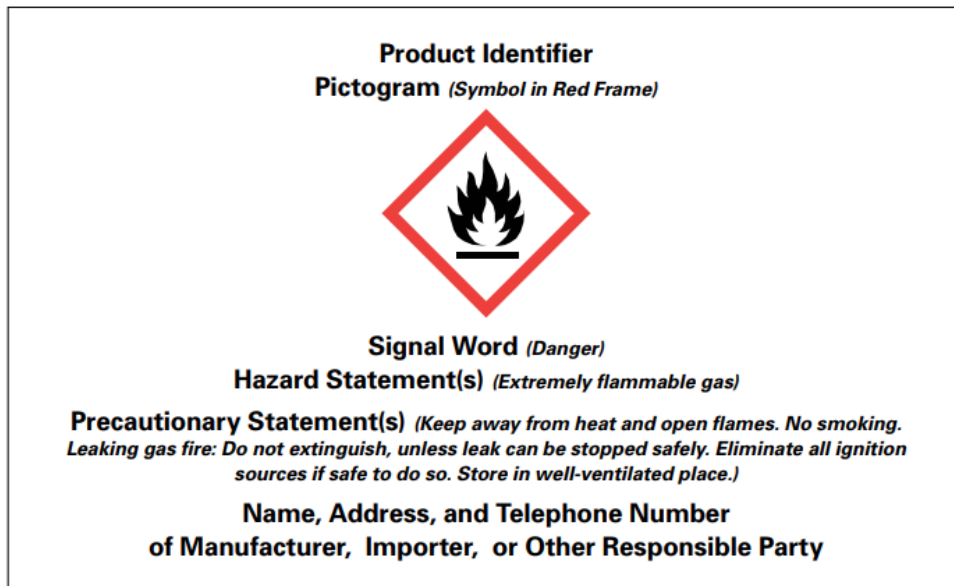 Product Identifier
Pictogram (Symbol in Red Frame)
Signal Word (Danger)
Hazard Statement(s) (Extremely flammable gas)
Precautionary Statement(s) (Keep away from heat and open flames. No smoking.
Leaking gas fire: Do not extinguish, unless leak can be stopped safely. Eliminate all ignition
sources if safe to do so. Store in well-ventilated place.)
Name, Address, and Telephone Number
of Manufacturer, Importer, or Other Responsible Party